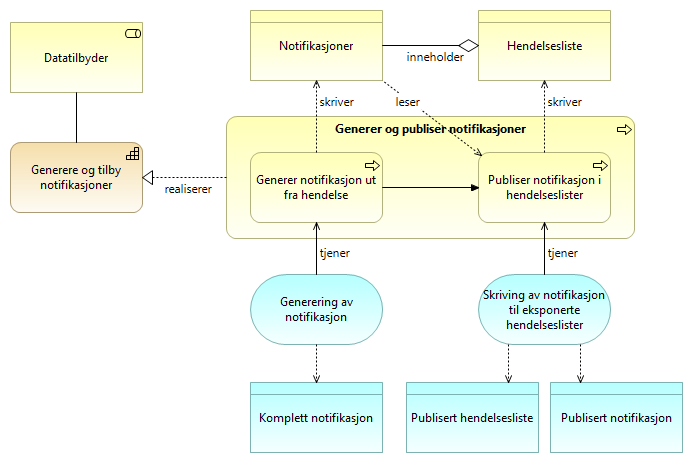 Datatilbyder
Notifikasjoner
inneholder
Hendelsesliste
skriver
leser
skriver
Generer og publiser notifikasjoner
Generere og tilby
notifikasjoner
realiserer
Generer notifikasjon ut
fra hendelse
Publiser notifikasjon i
hendelseslister
tjener
tjener
Generering av
notifikasjon
Skriving av notifikasjon
til eksponerte
hendelseslister
Komplett notifikasjon
Publisert hendelsesliste
Publisert notifikasjon